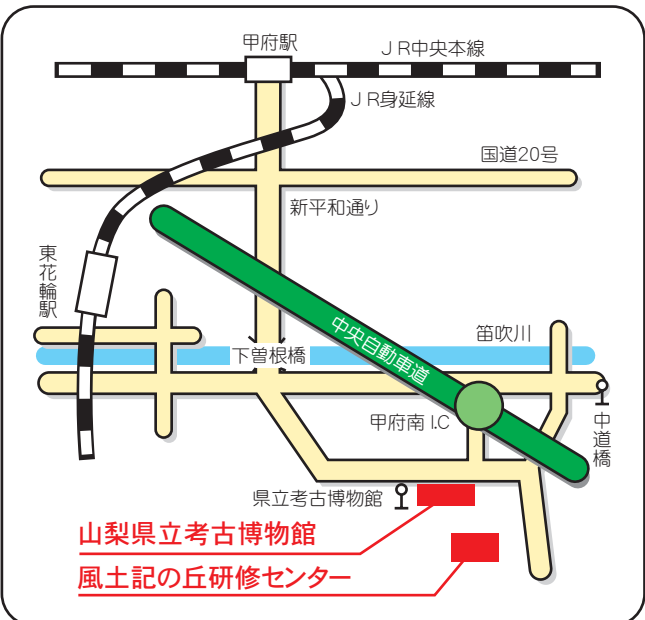 甲府駅
JR中央本線
JR身延線
国道20号
新平和通り
東花輪駅
中央自動車道
笛吹川
下曽根橋
甲府南I.C
中道橋
県立考古博物館
山梨県立考古博物館
風土記の丘研修センター